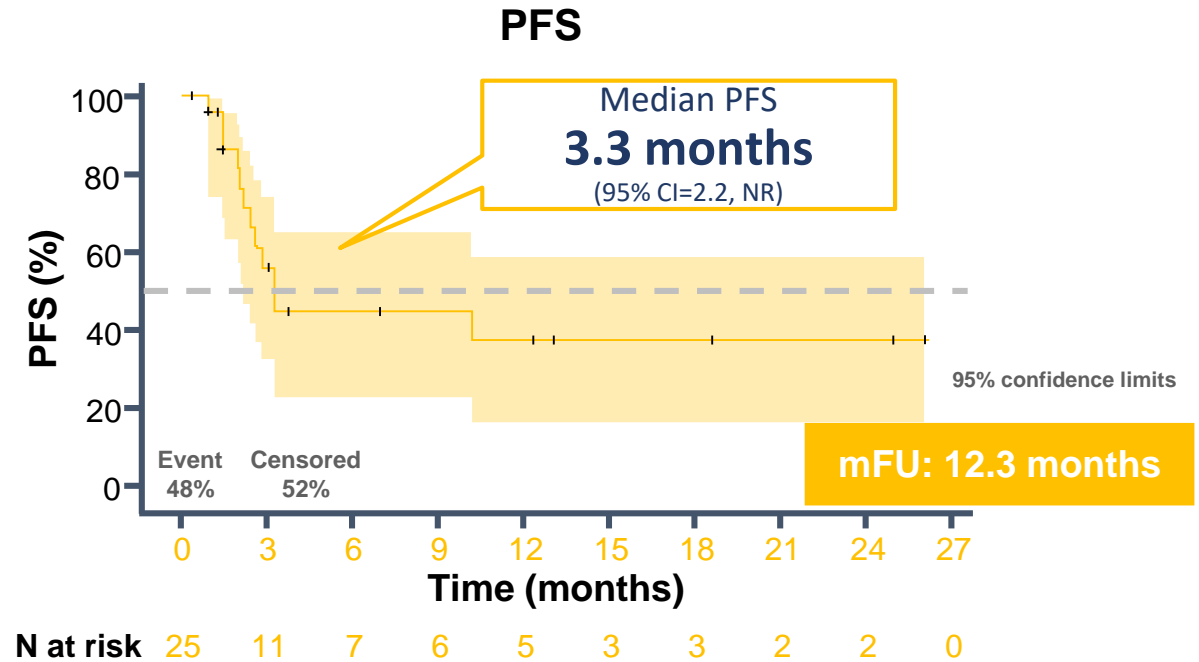 PFS
Median PFS
3.3 months
(95% CI=2.2, NR)
PFS (%)
100
80
60
40
20
0
95% confidence limits
mFU: 12.3 months
Event Censored
48% 52%
0 3 6 9 12 15 18 21 24 27
Time (months)
N at risk 25 11 7 6 5 3 3 2 2 0